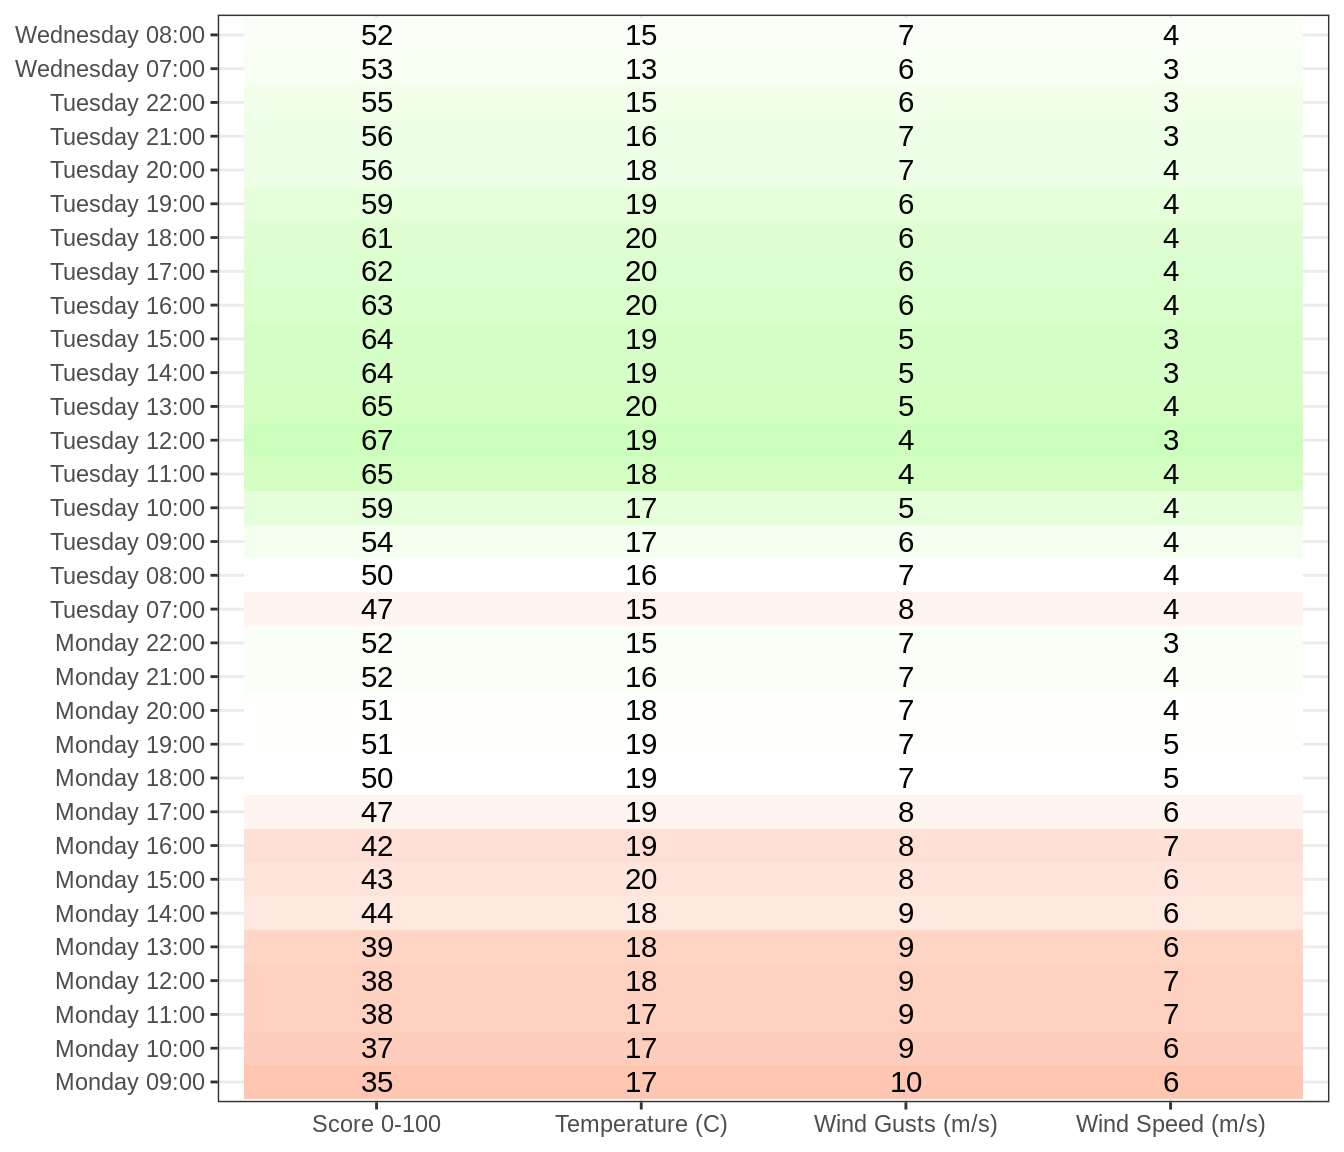 Wednesday 08:00 52 15 7 4
Wednesday 07:00 53 13 6 3
Tuesday 22:00 55 15 6 3
Tuesday 21:00 56 16 7 3
Tuesday 20:00 56 18 7 4
Tuesday 19:00 59 19 6 4
Tuesday 18:00 61 20 6 4
Tuesday 17:00 62 20 6 4
Tuesday 16:00 63 20 6 4
Tuesday 15:00 64 19 5 3
Tuesday 14:00 64 19 5 3
Tuesday 13:00 65 20 5 4
Tuesday 12:00 67 19 4 3
Tuesday 11:00 65 18 4 4
Tuesday 10:00 59 17 5 4
Tuesday 09:00 54 17 6 4
Tuesday 08:00 50 16 7 4
Tuesday 07:00 47 15 8 4
Monday 22:00 52 15 7 3
Monday 21:00 52 16 7 4
Monday 20:00 51 18 7 4
Monday 19:00 51 19 7 5
Monday 18:00 50 19 7 5
Monday 17:00 47 19 8 6
Monday 16:00 42 19 8 7
Monday 15:00 43 20 8 6
Monday 14:00 44 18 9 6
Monday 13:00 39 18 9 6
Monday 12:00 38 18 9 7
Monday 11:00 38 17 9 7
Monday 10:00 37 17 9 6
Monday 09:00 35 17 10 6
Score 0-100 Temperature (C) Wind Gusts (m/s) Wind Speed (m/s)